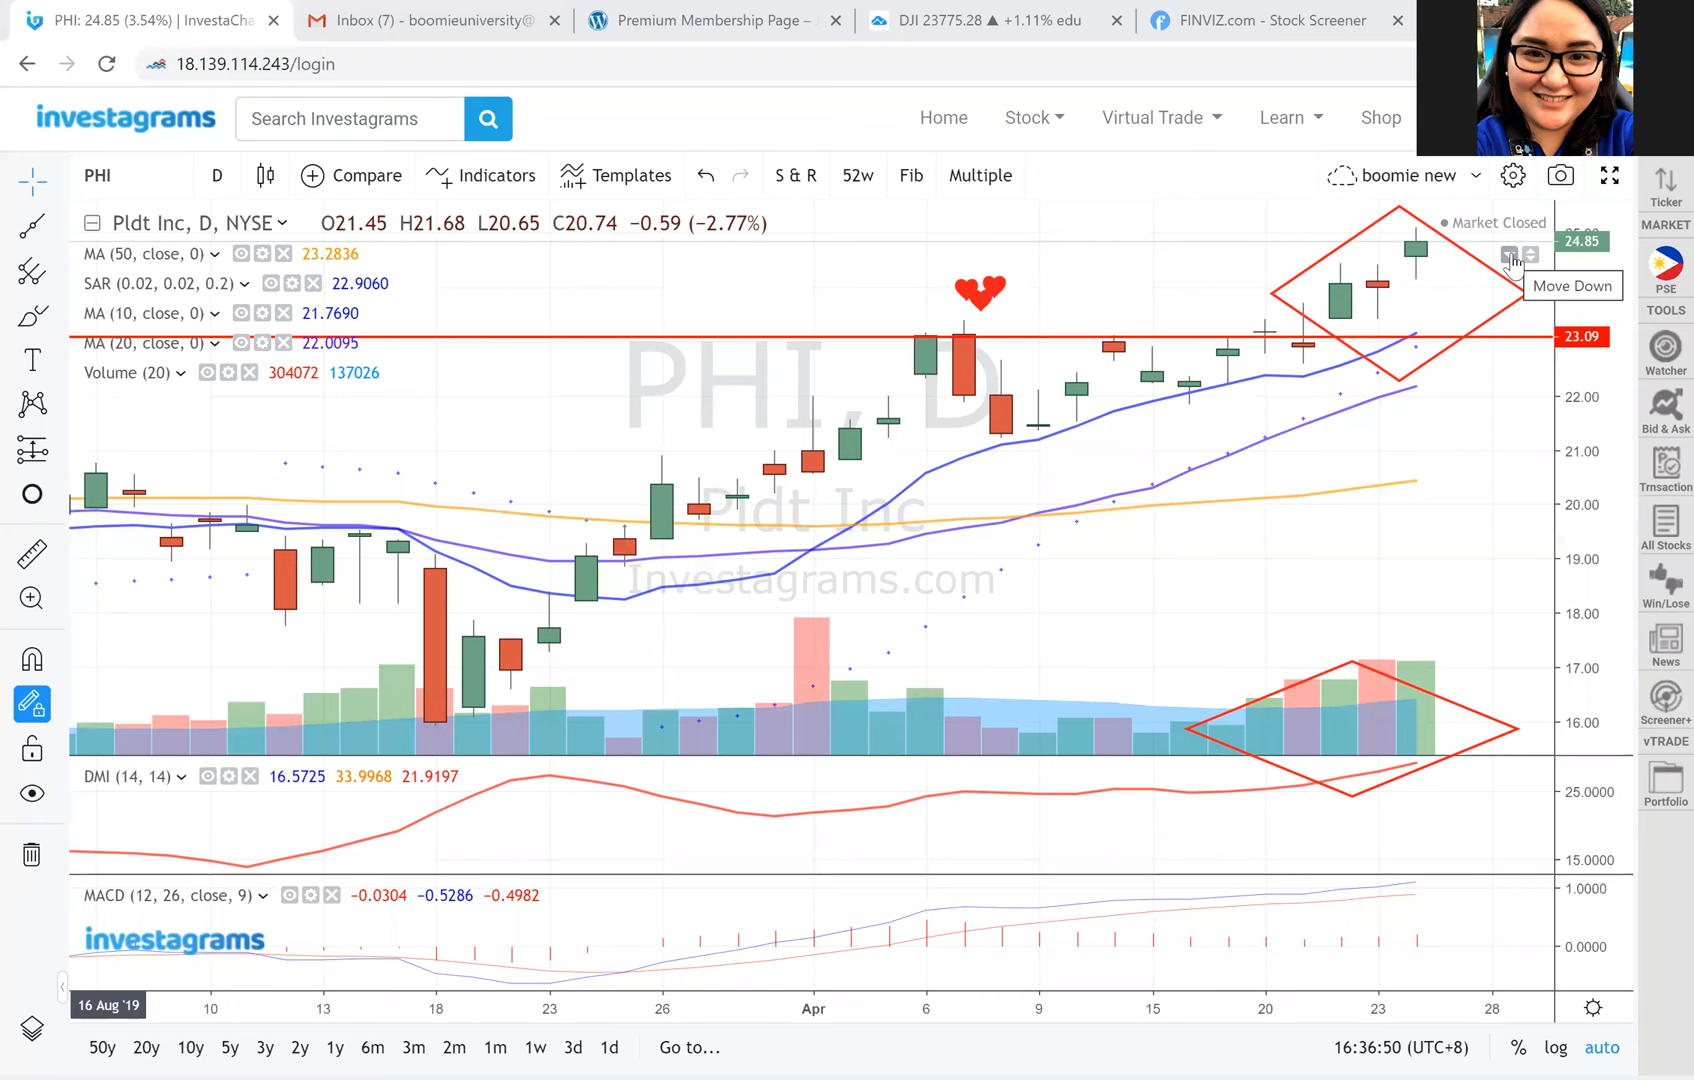 PHI: 24.85 (3.54%) | InvestaCha
Inbox (7) - boomieuniversity@
Premium Membership Page –
DJI 23775.28 ▲ +1.11% edu
FINVIZ.com - Stock Screener
18.139.114.243/login
investagrams
Search Investagrams
Home
Stock
Virtual Trade
Learn
Shop
PHI
D
Compare
Indicators
Templates
S & R
52w
Fib
Multiple
boomie new
Pldt Inc, D, NYSE
O21.45 H21.68 L20.65 C20.74 −0.59 (−2.77%)
Market Closed
MA (50, close, 0) 23.2836
SAR (0.02, 0.02, 0.2) 22.9060
MA (10, close, 0) 21.7690
MA (20, close, 0) 22.0095
Volume (20) 304072 137026
Move Down
PHI, D
Pldt Inc
Investagrams.com
24.85
23.09
22.00
21.00
20.00
19.00
18.00
17.00
16.00
DMI (14, 14) 16.5725 33.9968 21.9197
25.0000
15.0000
MACD (12, 26, close, 9) −0.0304 −0.5286 −0.4982
1.0000
0.0000
investagrams
16 Aug '19
10
13
18
23
26
Apr
6
9
15
20
23
28
50y 20y 10y 5y 3y 2y 1y 6m 3m 2m 1m 1w 3d 1d
Go to...
16:36:50 (UTC+8)
%
log
auto
Ticker
MARKET
PSE
TOOLS
Watcher
Bid & Ask
Trnsaction
All Stocks
Win/Lose
News
Screener+
vTRADE
Portfolio